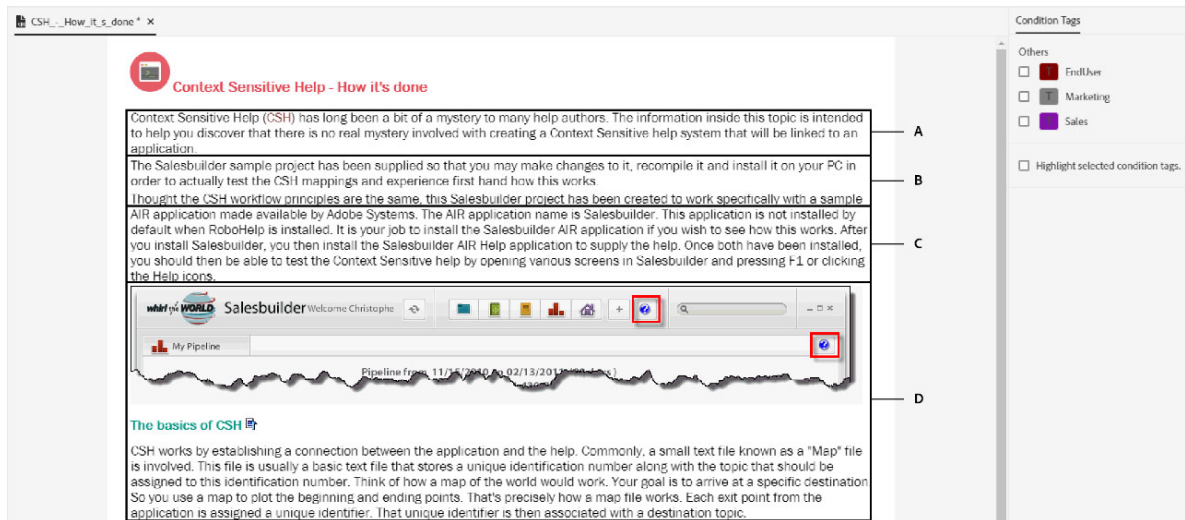 CSH_-_How_it_s_done * ×
Condition Tags
Context Sensitive Help - How it's done
Context Sensitive Help (CSH) has long been a bit of a mystery to many help authors. The information inside this topic is intended
to help you discover that there is no real mystery involved with creating a Context Sensitive help system that will be linked to an
application.
A
The Salesbuilder sample project has been supplied so that you may make changes to it, recompile it and install it on your PC in
order to actually test the CSH mappings and experience first hand how this works.
Thought the CSH workflow principles are the same, this Salesbuilder project has been created to work specifically with a sample
B
AIR application made available by Adobe Systems. The AIR application name is Salesbuilder. This application is not installed by
default when RoboHelp is installed. It is your job to install the Salesbuilder AIR application if you wish to see how this works. After
you install Salesbuilder, you then install the Salesbuilder AIR Help application to supply the help. Once both have been installed,
you should then be able to test the Context Sensitive help by opening various screens in Salesbuilder and pressing F1 or clicking
the Help icons.
C
whirl yi WORLD Salesbuilder Welcome Christophe
My Pipeline
Pipeline from 11/15/2010 to 02/13/2011
D
The basics of CSH
CSH works by establishing a connection between the application and the help. Commonly, a small text file known as a "Map" file
is involved. This file is usually a basic text file that stores a unique identification number along with the topic that should be
assigned to this identification number. Think of how a map of the world would work. Your goal is to arrive at a specific destination.
So you use a map to plot the beginning and ending points. That's precisely how a map file works. Each exit point from the
application is assigned a unique identifier. That unique identifier is then associated with a destination topic.
Others
T EndUser
T Marketing
Sales
Highlight selected condition tags.